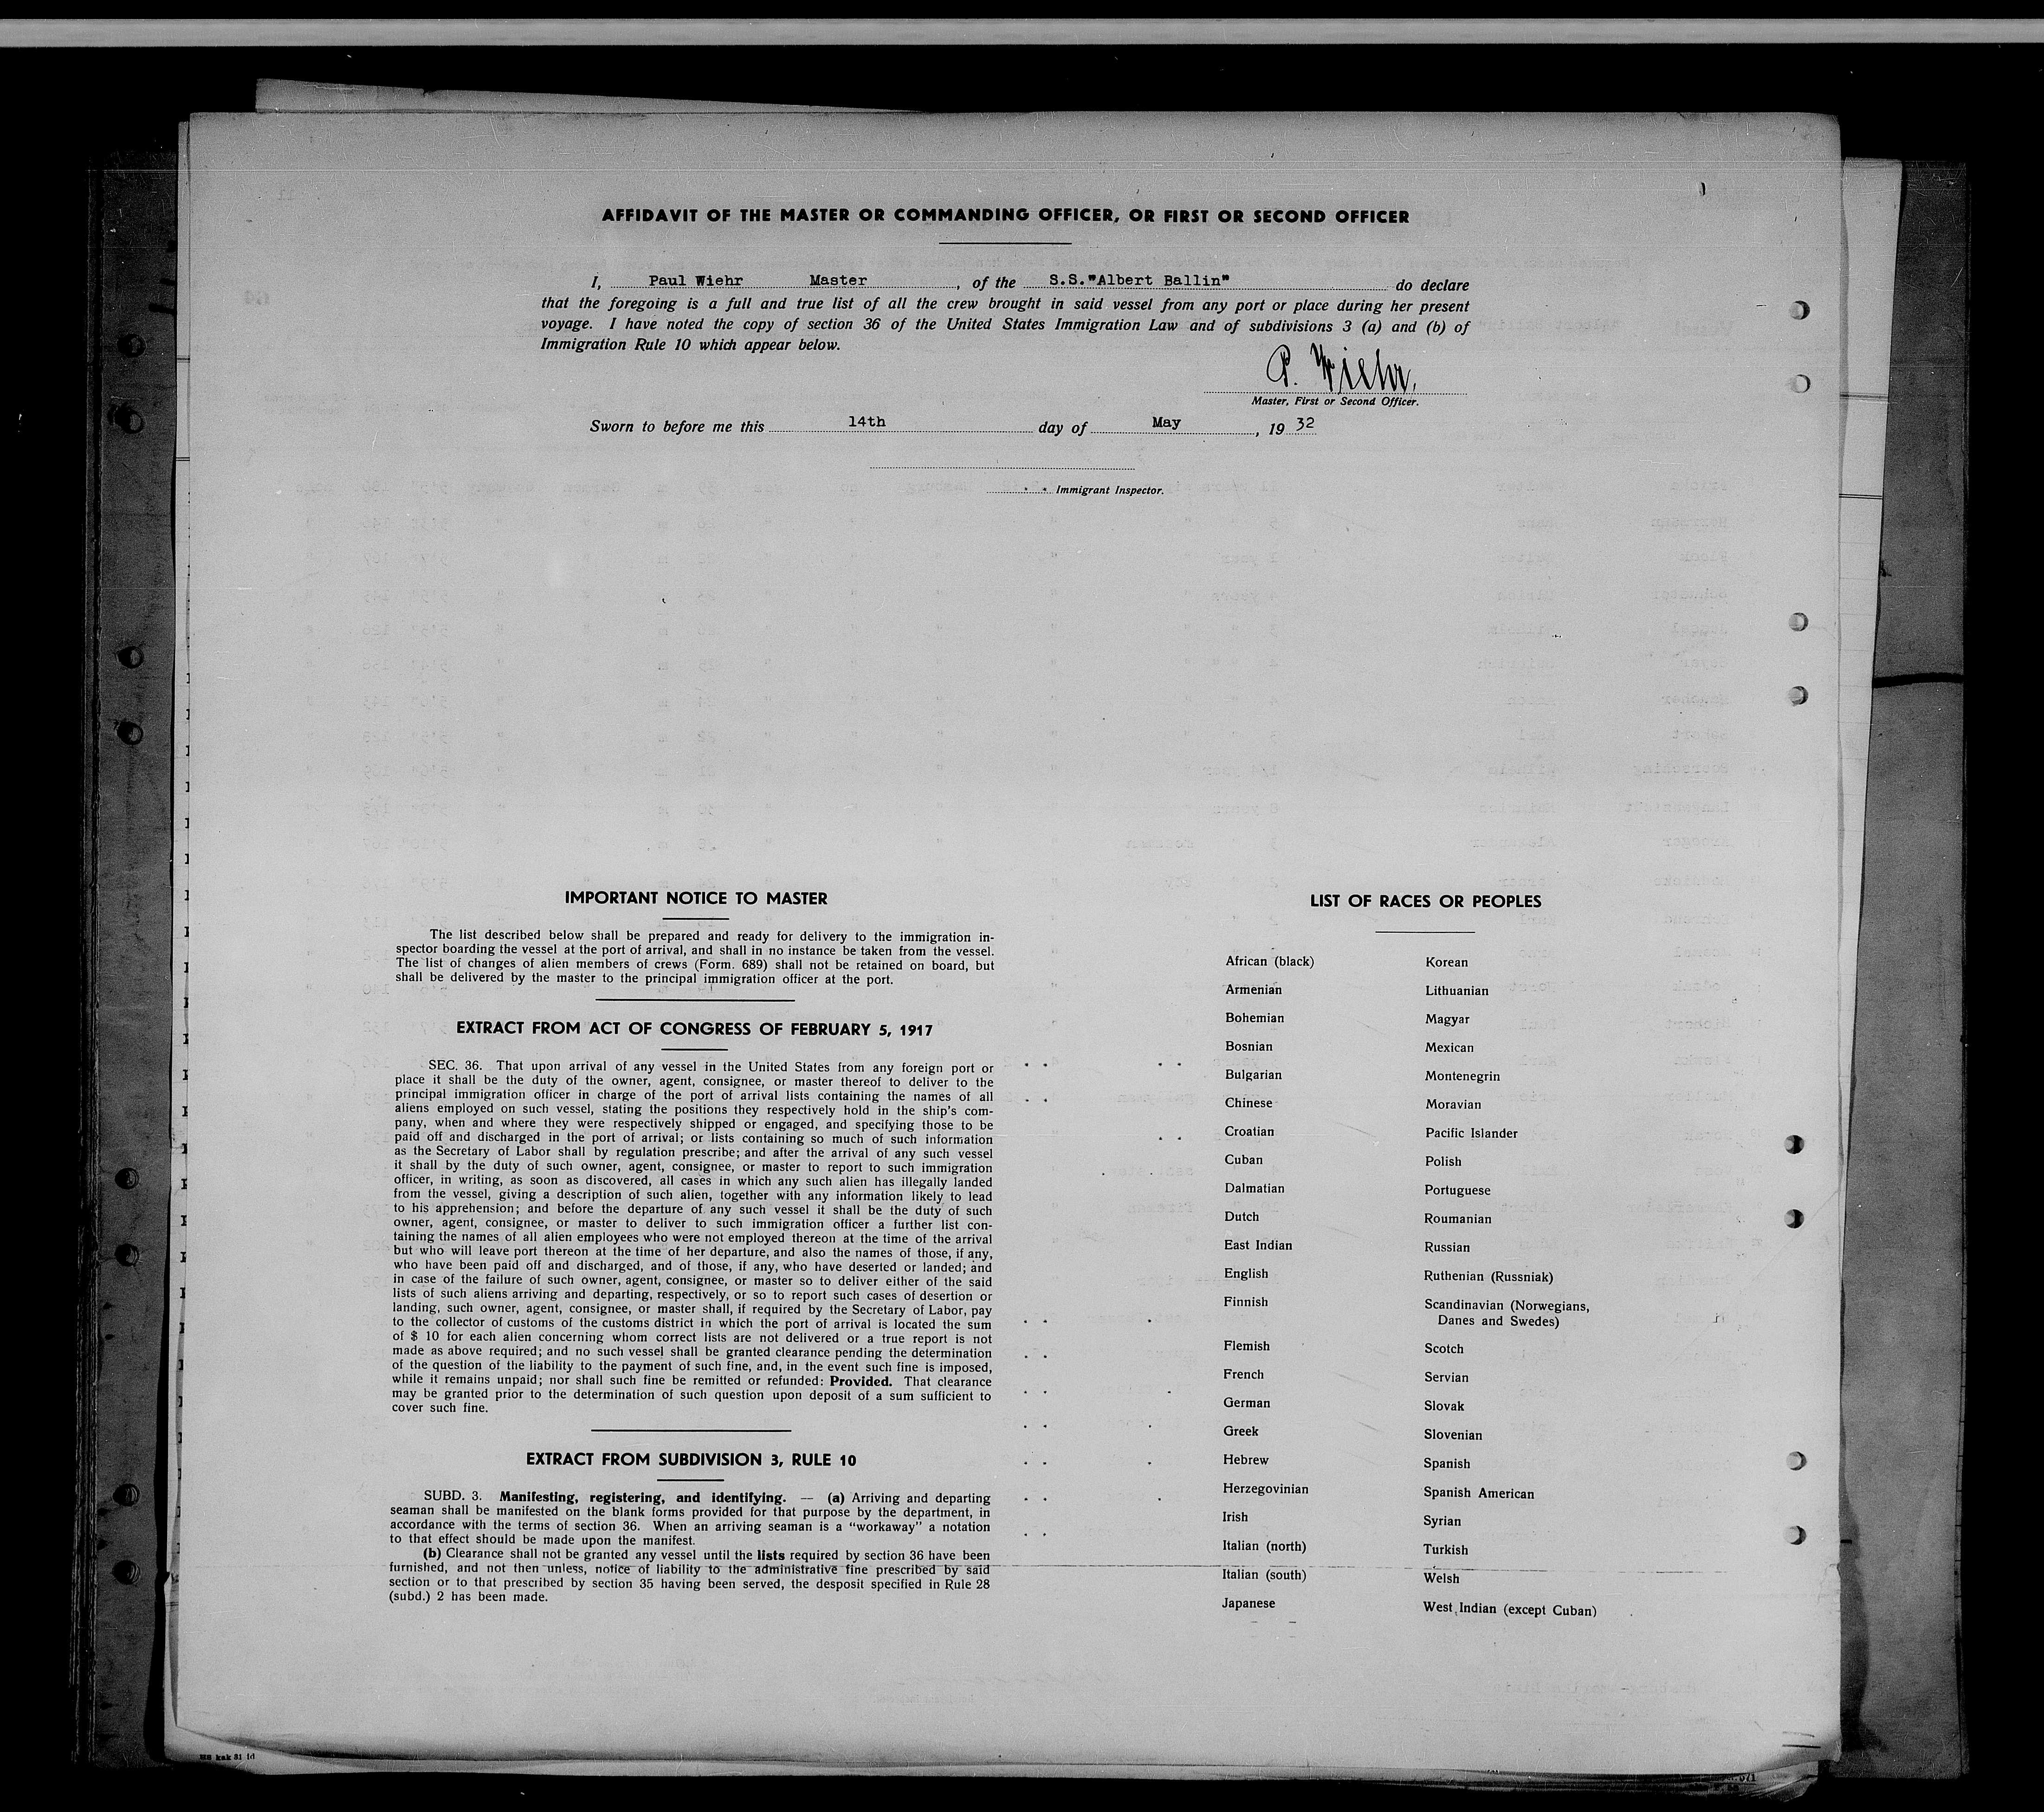 AFFIDAVIT OF THE MASTER OR COMMANDING OFFICER, OR FIRST OR SECOND OFFICER
I, Paul Wiehr Master, of the S.S."Albert Ballin" do declare
that the foregoing is a full and true list of all the crew brought in said vessel from any port or place during her present
voyage. I have noted the copy of section 36 of the United States Immigration Law and of subdivisions 3 (a) and (b) of
Immigration Rule 10 which appear below.
P. Wiehr.
Master, First or Second Officer.
Sworn to before me this 14th day of May, 19 32
Immigrant Inspector.
IMPORTANT NOTICE TO MASTER
The list described below shall be prepared and ready for delivery to the immigration in-
spector boarding the vessel at the port of arrival, and shall in no instance be taken from the vessel.
The list of changes of alien members of crews (Form. 689) shall not be retained on board, but
shall be delivered by the master to the principal immigration officer at the port.
EXTRACT FROM ACT OF CONGRESS OF FEBRUARY 5, 1917
SEC. 36. That upon arrival of any vessel in the United States from any foreign port or
place it shall be the duty of the owner, agent, consignee, or master thereof to deliver to the
principal immigration officer in charge of the port of arrival lists containing the names of all
aliens employed on such vessel, stating the positions they respectively hold in the ship's com-
pany, when and where they were respectively shipped or engaged, and specifying those to be
paid off and discharged in the port of arrival; or lists containing so much of such information
as the Secretary of Labor shall by regulation prescribe; and after the arrival of any such vessel
it shall by the duty of such owner, agent, consignee, or master to report to such immigration
officer, in writing, as soon as discovered, all cases in which any such alien has illegally landed
from the vessel, giving a description of such alien, together with any information likely to lead
to his apprehension; and before the departure of any such vessel it shall be the duty of such
owner, agent, consignee, or master to deliver to such immigration officer a further list con-
taining the names of all alien employees who were not employed thereon at the time of the arrival
but who will leave port thereon at the time of her departure, and also the names of those, if any,
who have been paid off and discharged, and of those, if any, who have deserted or landed; and
in case of the failure of such owner, agent, consignee, or master so to deliver either of the said
lists of such aliens arriving and departing, respectively, or so to report such cases of desertion or
landing, such owner, agent, consignee, or master shall, if required by the Secretary of Labor, pay
to the collector of customs of the customs district in which the port of arrival is located the sum
of $ 10 for each alien concerning whom correct lists are not delivered or a true report is not
made as above required; and no such vessel shall be granted clearance pending the determination
of the question of the liability to the payment of such fine, and, in the event such fine is imposed,
while it remains unpaid; nor shall such fine be remitted or refunded: Provided. That clearance
may be granted prior to the determination of such question upon deposit of a sum sufficient to
cover such fine.
EXTRACT FROM SUBDIVISION 3, RULE 10
SUBD. 3. Manifesting, registering, and identifying. — (a) Arriving and departing
seaman shall be manifested on the blank forms provided for that purpose by the department, in
accordance with the terms of section 36. When an arriving seaman is a "workaway" a notation
to that effect should be made upon the manifest.
(b) Clearance shall not be granted any vessel until the lists required by section 36 have been
furnished, and not then unless, notice of liability to the administrative fine prescribed by said
section or to that prescribed by section 35 having been served, the desposit specified in Rule 28
(subd.) 2 has been made.
LIST OF RACES OR PEOPLES
African (black)
Armenian
Bohemian
Bosnian
Bulgarian
Chinese
Croatian
Cuban
Dalmatian
Dutch
East Indian
English
Finnish
Flemish
French
German
Greek
Hebrew
Herzegovinian
Irish
Italian (north)
Italian (south)
Japanese
Korean
Lithuanian
Magyar
Mexican
Montenegrin
Moravian
Pacific Islander
Polish
Portuguese
Roumanian
Russian
Ruthenian (Russniak)
Scandinavian (Norwegians,
Danes and Swedes)
Scotch
Servian
Slovak
Slovenian
Spanish
Spanish American
Syrian
Turkish
Welsh
West Indian (except Cuban)